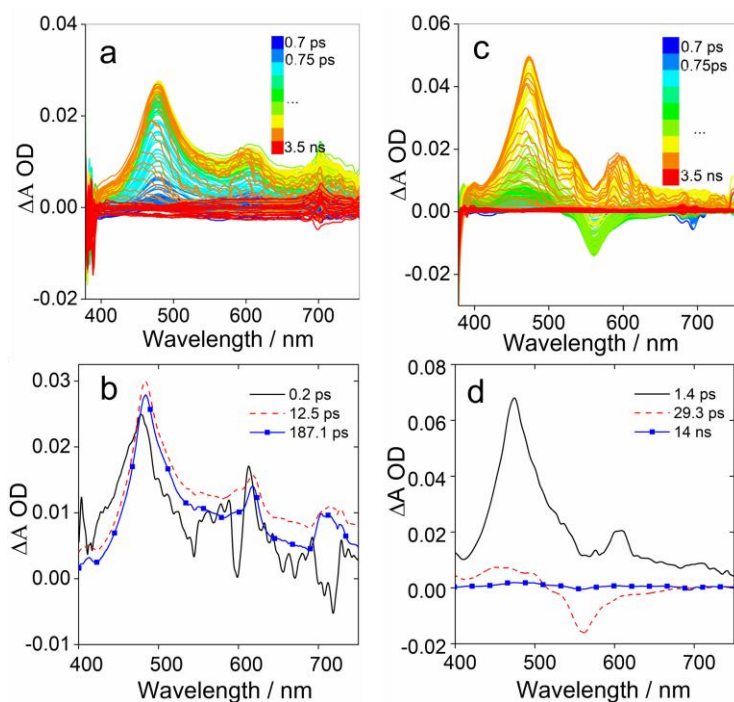 a
0.04
0.02
0.00
-0.02
ΔA OD
400 500 600 700
Wavelength / nm
0.7 ps
0.75 ps
...
3.5 ns
c
0.06
0.04
0.02
0.00
-0.02
ΔA OD
400 500 600 700
Wavelength / nm
0.7 ps
0.75ps
...
3.5 ns
b
0.03
0.02
0.01
0.00
-0.01
ΔA OD
400 500 600 700
Wavelength / nm
0.2 ps
12.5 ps
187.1 ps
d
0.08
0.06
0.04
0.02
0.00
-0.02
ΔA OD
400 500 600 700
Wavelength / nm
1.4 ps
29.3 ps
14 ns